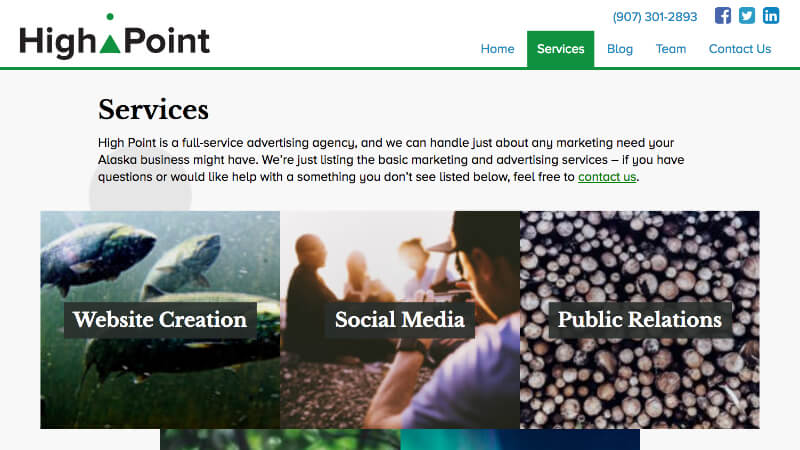 (907) 301-2893
High Point
Home Services Blog Team Contact Us
Services
High Point is a full-service advertising agency, and we can handle just about any marketing need your
Alaska business might have. We're just listing the basic marketing and advertising services – if you have
questions or would like help with a something you don't see listed below, feel free to contact us.
Website Creation
Social Media
Public Relations